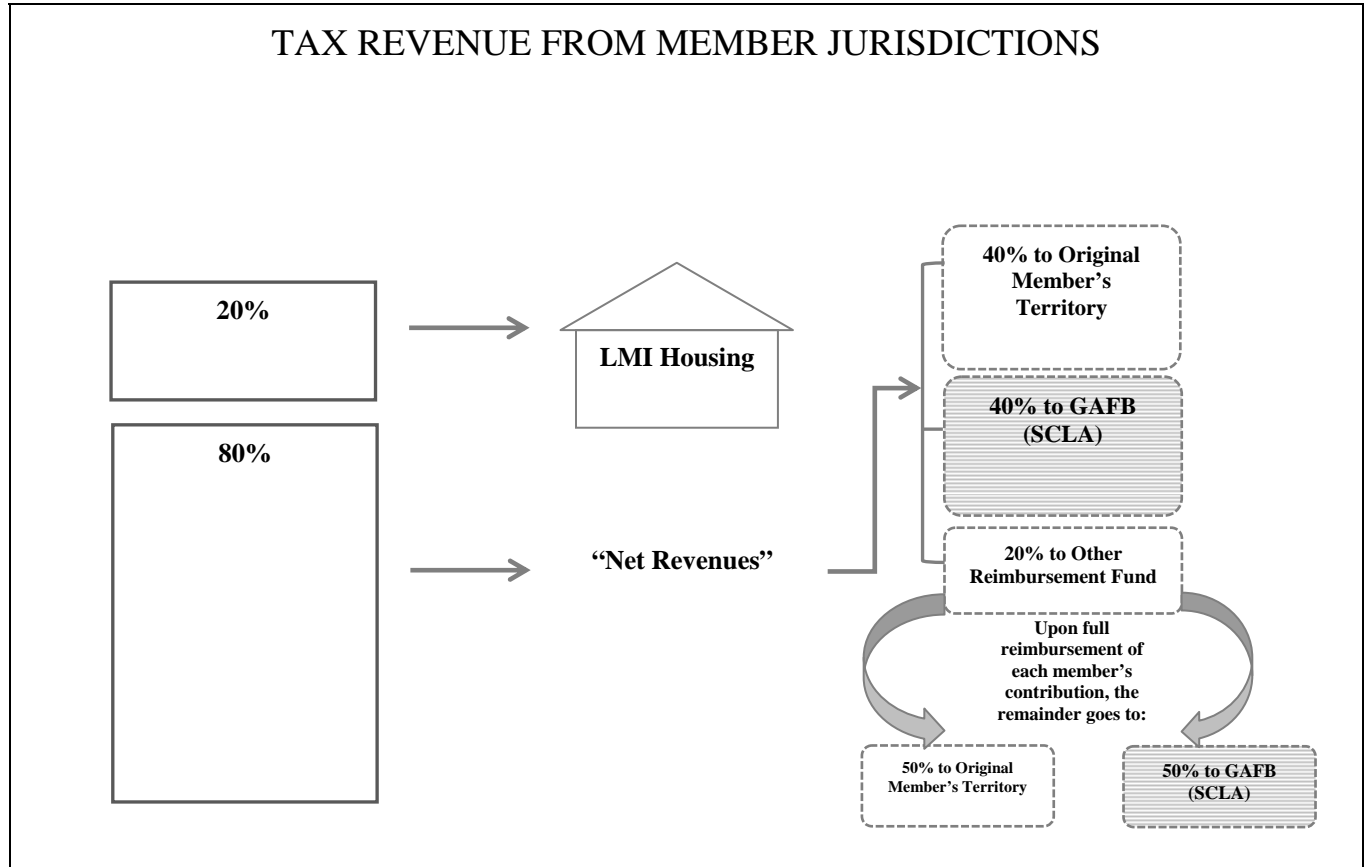 TAX REVENUE FROM MEMBER JURISDICTIONS
20%
LMI Housing
80%
“Net Revenues”
40% to Original
Member’s
Territory
40% to GAFB
(SCLA)
20% to Other
Reimbursement Fund
Upon full
reimbursement of
each member’s
contribution, the
remainder goes to:
50% to Original
Member’s Territory
50% to GAFB
(SCLA)